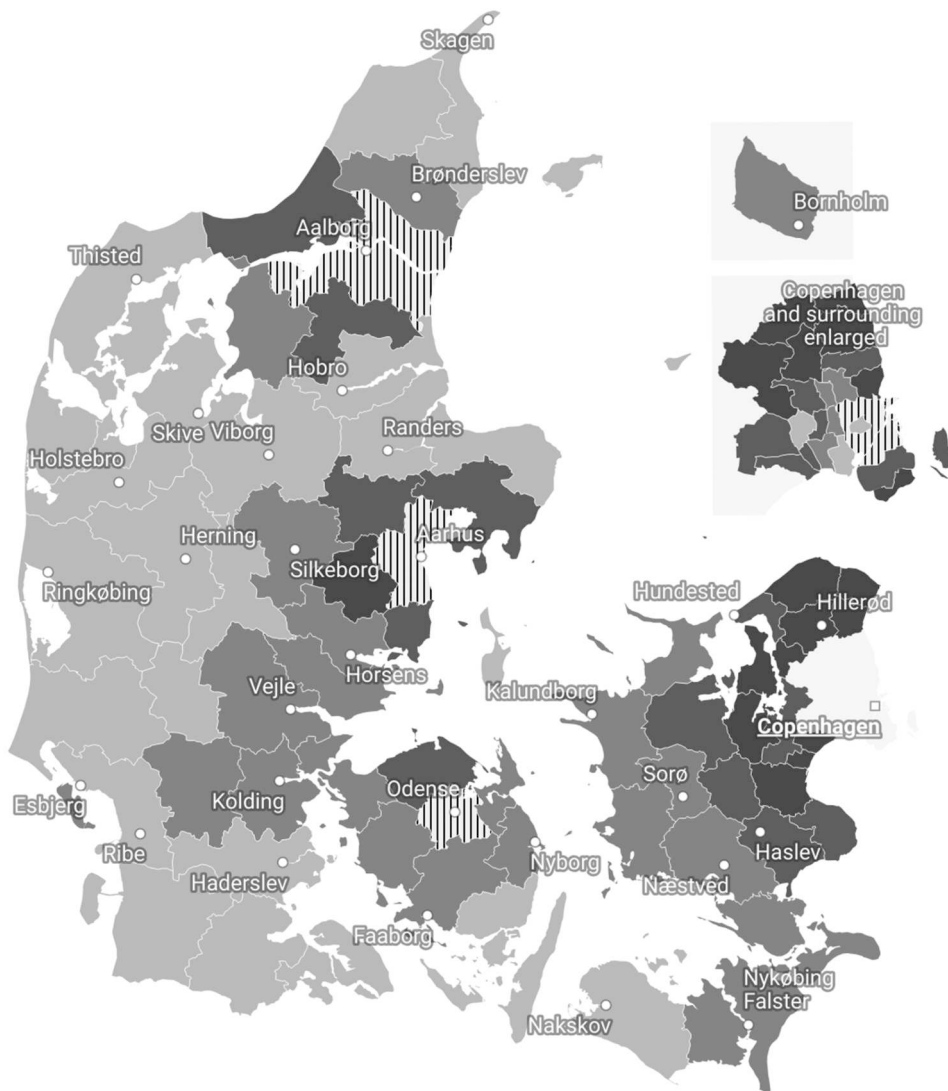 Skagen
Brønderslev
Aalborg
Thisted
Bornholm
Copenhagen
and surrounding
enlarged
Hobro
Skive
Viborg
Randers
Holstebro
Herning
Aarhus
Silkeborg
Ringkøbing
Hundested
Hillerød
Horsens
Vejle
Kalundborg
Copenhagen
Odense
Sorø
Kolding
Esbjerg
Ribe
Nyborg
Haslev
Haderslev
Næstved
Faaborg
Nykøbing
Falster
Nakskov